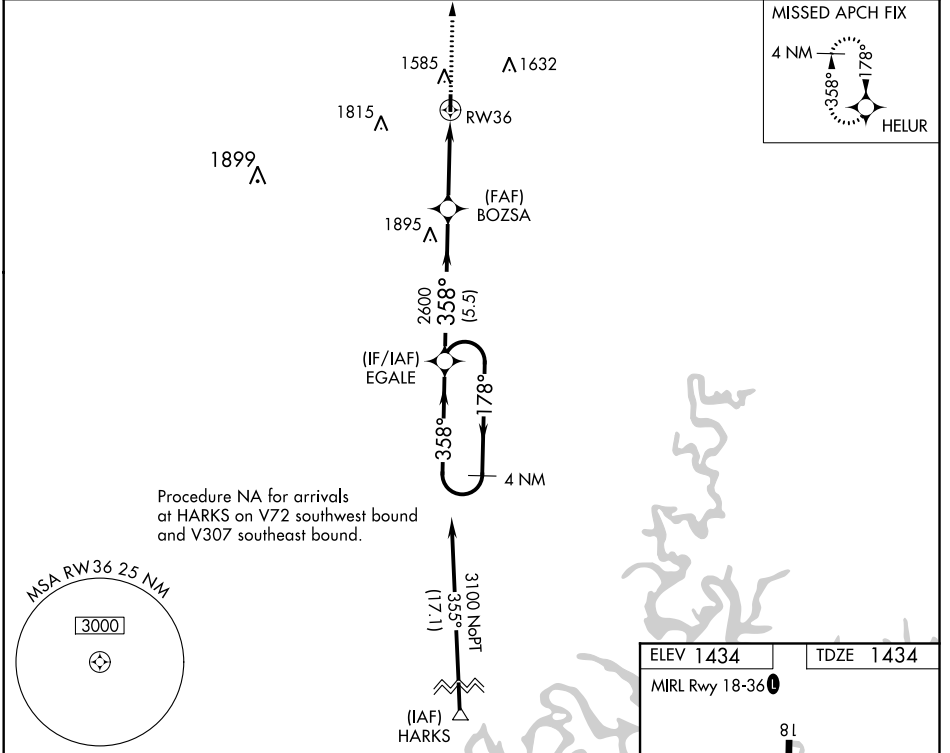 MISSED APCH FIX
4 NM
358°
178°
HELUR
1585
1632
1815
RW36
1899
(FAF)
BOZSA
1895
2600
358°
(5.5)
(IF/IAF)
EGALE
178°
358°
4 NM
Procedure NA for arrivals
at HARKS on V72 southwest bound
and V307 southeast bound.
MSA RW36 25 NM
3000
3100 NoPT
355°
(17.1)
(IAF)
HARKS
ELEV 1434
TDZE 1434
MIRL Rwy 18-36 L
18